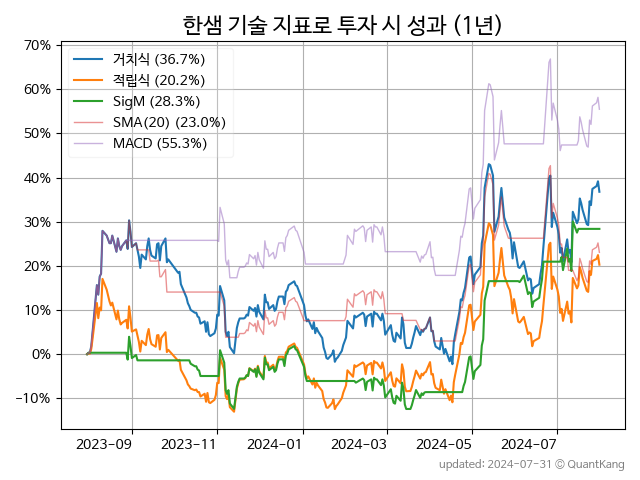 한샘 기술 지표로 투자 시 성과 (1년)
70%
60%
50%
40%
30%
20%
10%
0%
−10%
거치식 (36.7%)
적립식 (20.2%)
SigM (28.3%)
SMA(20) (23.0%)
MACD (55.3%)
2023-09
2023-11
2024-01
2024-03
2024-05
2024-07
updated: 2024-07-31 © QuantKang